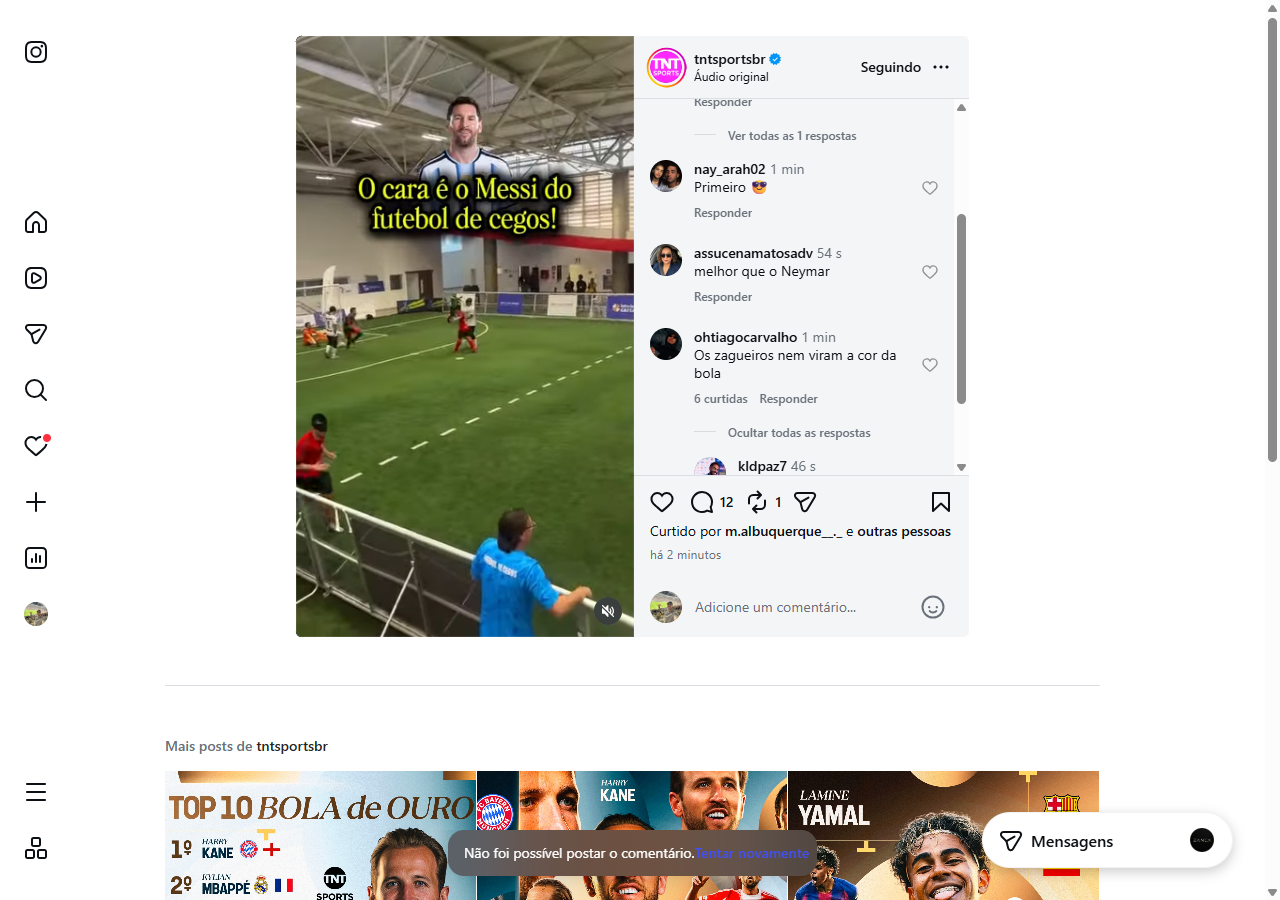 O cara é o Messi do
futebol de cegos!
TNT
SPORTS
tntsportsbr
Áudio original
Seguindo
Responder
Ver todas as 1 respostas
nay_arah02 1 min
Primeiro 😎
Responder
assucenamatosadv 54 s
melhor que o Neymar
Responder
ohtiagocarvalho 1 min
Os zagueiros nem viram a cor da
bola
6 curtidas Responder
Ocultar todas as respostas
kldpaz7 46 s
12 1
Curtido por m.albuquerque__._ e outras pessoas
há 2 minutos
Adicione um comentário...
Mais posts de tntsportsbr
TOP 10 BOLA de OURO
1º HARRY KANE
2º KYLIAN MBAPPÉ
TNT
SPORTS
HARRY
KANE
LAMINE
YAMAL
Não foi possível postar o comentário. Tentar novamente
Mensagens